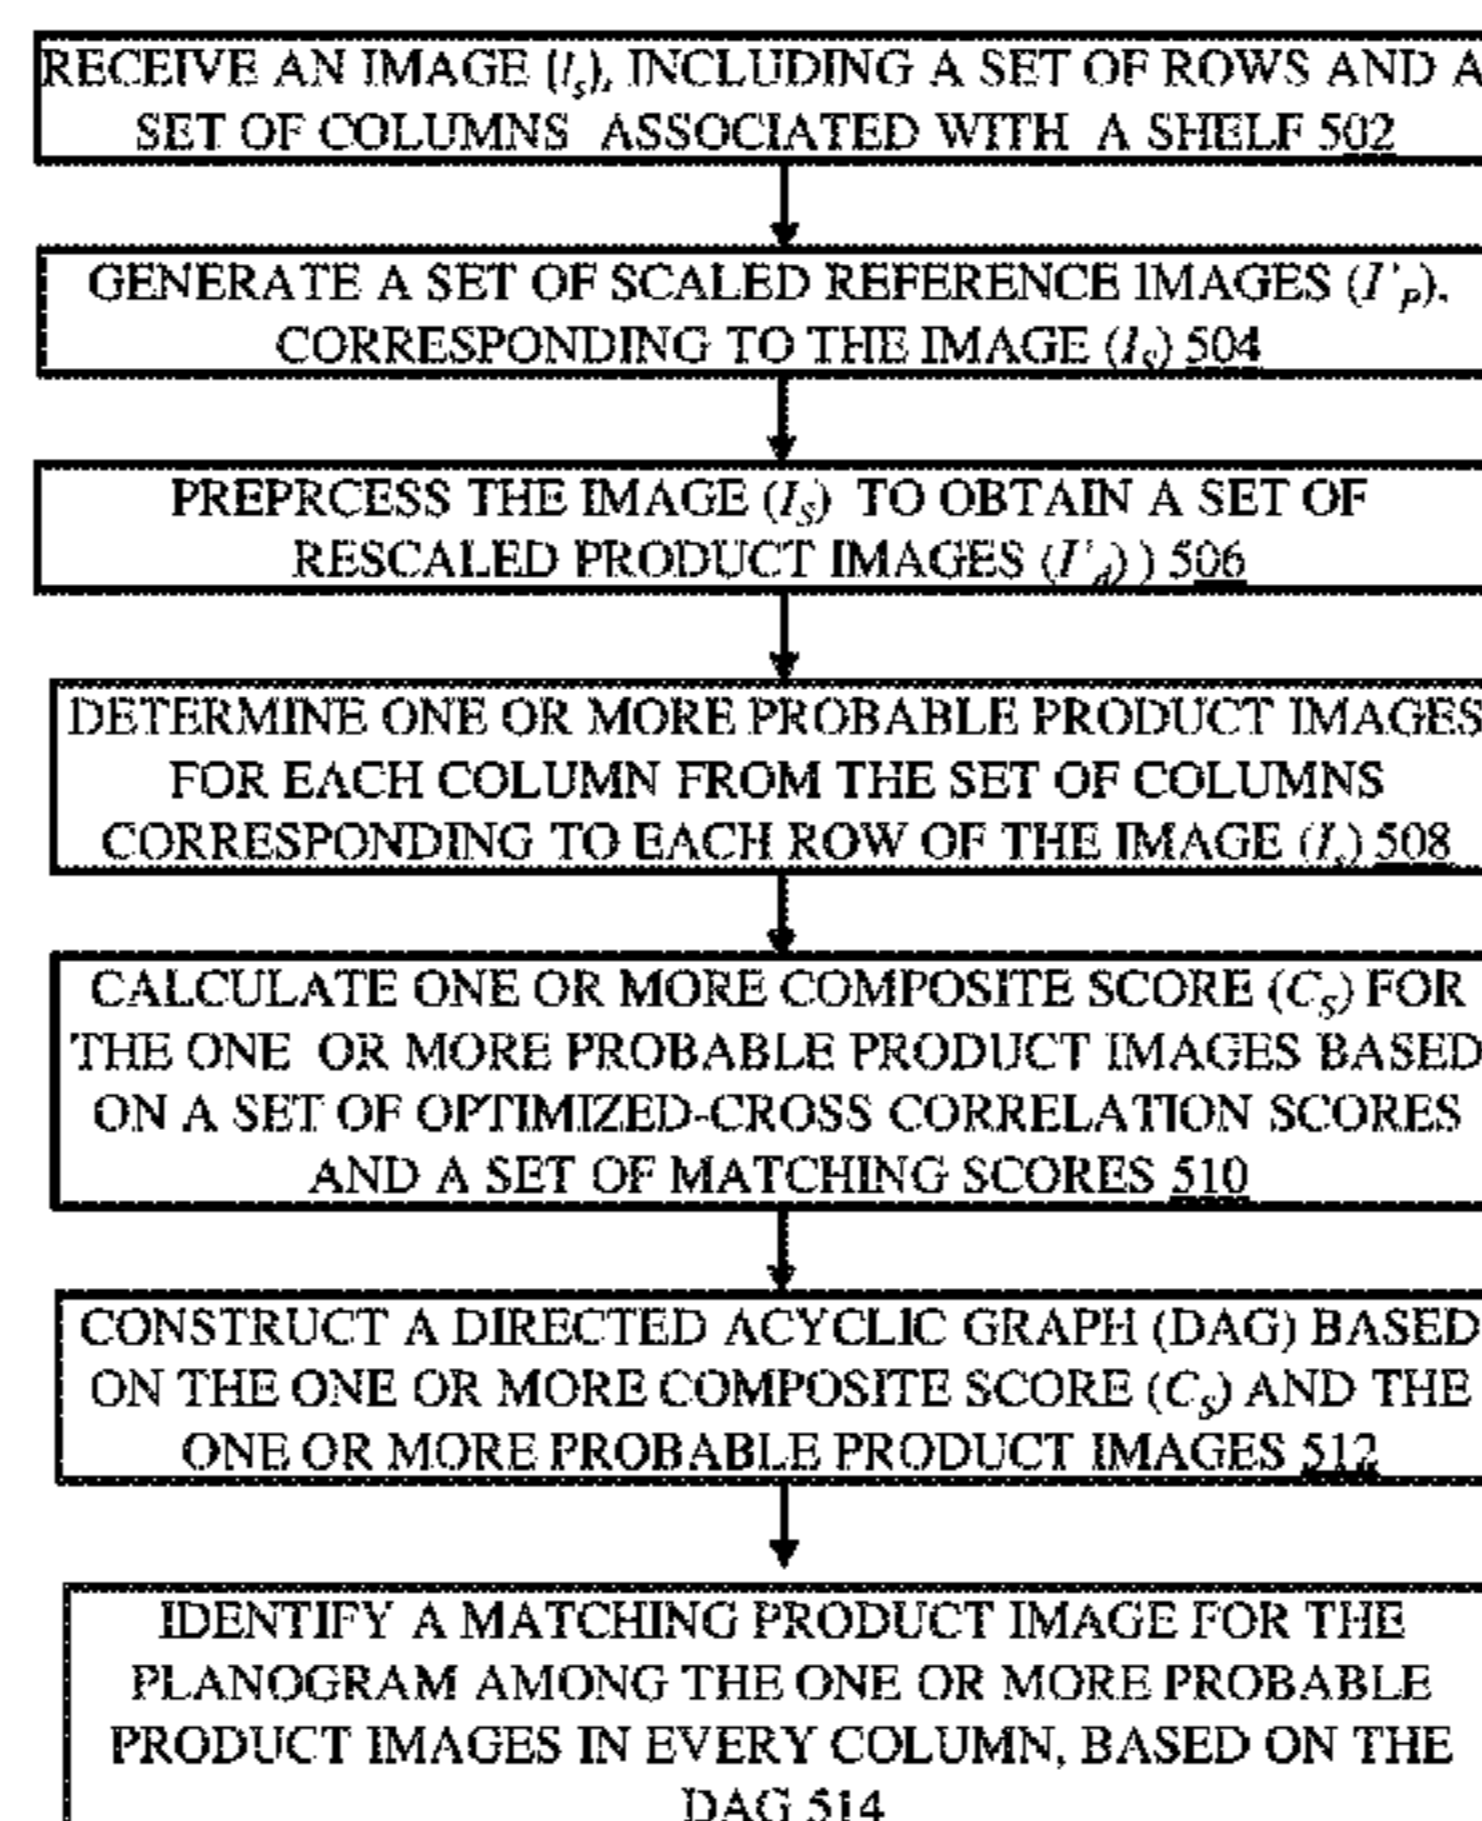 RECEIVE AN IMAGE (Is), INCLUDING A SET OF ROWS AND A
SET OF COLUMNS ASSOCIATED WITH A SHELF 502
GENERATE A SET OF SCALED REFERENCE IMAGES (I'P),
CORRESPONDING TO THE IMAGE (IS) 504
PREPRCESS THE IMAGE (IS) TO OBTAIN A SET OF
RESCALED PRODUCT IMAGES (I'd) ) 506
DETERMINE ONE OR MORE PROBABLE PRODUCT IMAGES
FOR EACH COLUMN FROM THE SET OF COLUMNS
CORRESPONDING TO EACH ROW OF THE IMAGE (Is) 508
CALCULATE ONE OR MORE COMPOSITE SCORE (CS) FOR
THE ONE OR MORE PROBABLE PRODUCT IMAGES BASED
ON A SET OF OPTIMIZED-CROSS CORRELATION SCORES
AND A SET OF MATCHING SCORES 510
CONSTRUCT A DIRECTED ACYCLIC GRAPH (DAG) BASED
ON THE ONE OR MORE COMPOSITE SCORE (CS) AND THE
ONE OR MORE PROBABLE PRODUCT IMAGES 512
IDENTIFY A MATCHING PRODUCT IMAGE FOR THE
PLANOGRAM AMONG THE ONE OR MORE PROBABLE
PRODUCT IMAGES IN EVERY COLUMN, BASED ON THE
DAG 514